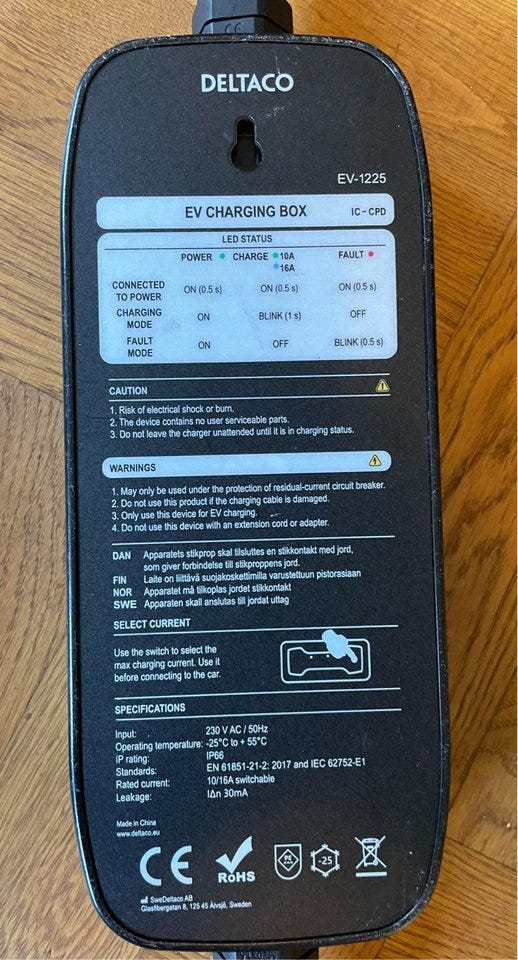 DELTACO
EV-1225
EV CHARGING BOX IC-CPD
LED STATUS
POWER CHARGE 10A FAULT
16A
CONNECTED TO POWER ON (0.5 s) ON (0.5 s) ON (0.5 s)
CHARGING MODE ON BLINK (1 s) OFF
FAULT MODE ON OFF BLINK (0.5 s)
CAUTION
1. Risk of electrical shock or burn.
2. The device contains no user serviceable parts.
3. Do not leave the charger unattended until it is in charging status.
WARNINGS
1. May only be used under the protection of residual-current circuit breaker.
2. Do not use this product if the charging cable is damaged.
3. Only use this device for EV charging.
4. Do not use this device with an extension cord or adapter.
DAN Apparatets stikprop skal tilsluttes en stikkontakt med jord,
som giver forbindelse til stikproppens jord.
FIN Laite on liittävä suojakoskettimilla varustettuun pistorasiaan
NOR Apparatet må tilkoplas jordet stikkontakt
SWE Apparaten skall anslutas till jordat uttag
SELECT CURRENT
Use the switch to select the
max charging current. Use it
before connecting to the car.
SPECIFICATIONS
Input: 230 V AC / 50Hz
Operating temperature: -25°C to + 55°C
IP rating: IP66
Standards: EN 61851-21-2: 2017 and IEC 62752-E1
Rated current: 10/16A switchable
Leakage: IΔn 30mA
Made in China
www.deltaco.eu
CE RoHS PE -25
SweDeltaco AB
Glasfibergatan 8, 125 45 Älvsjö, Sweden